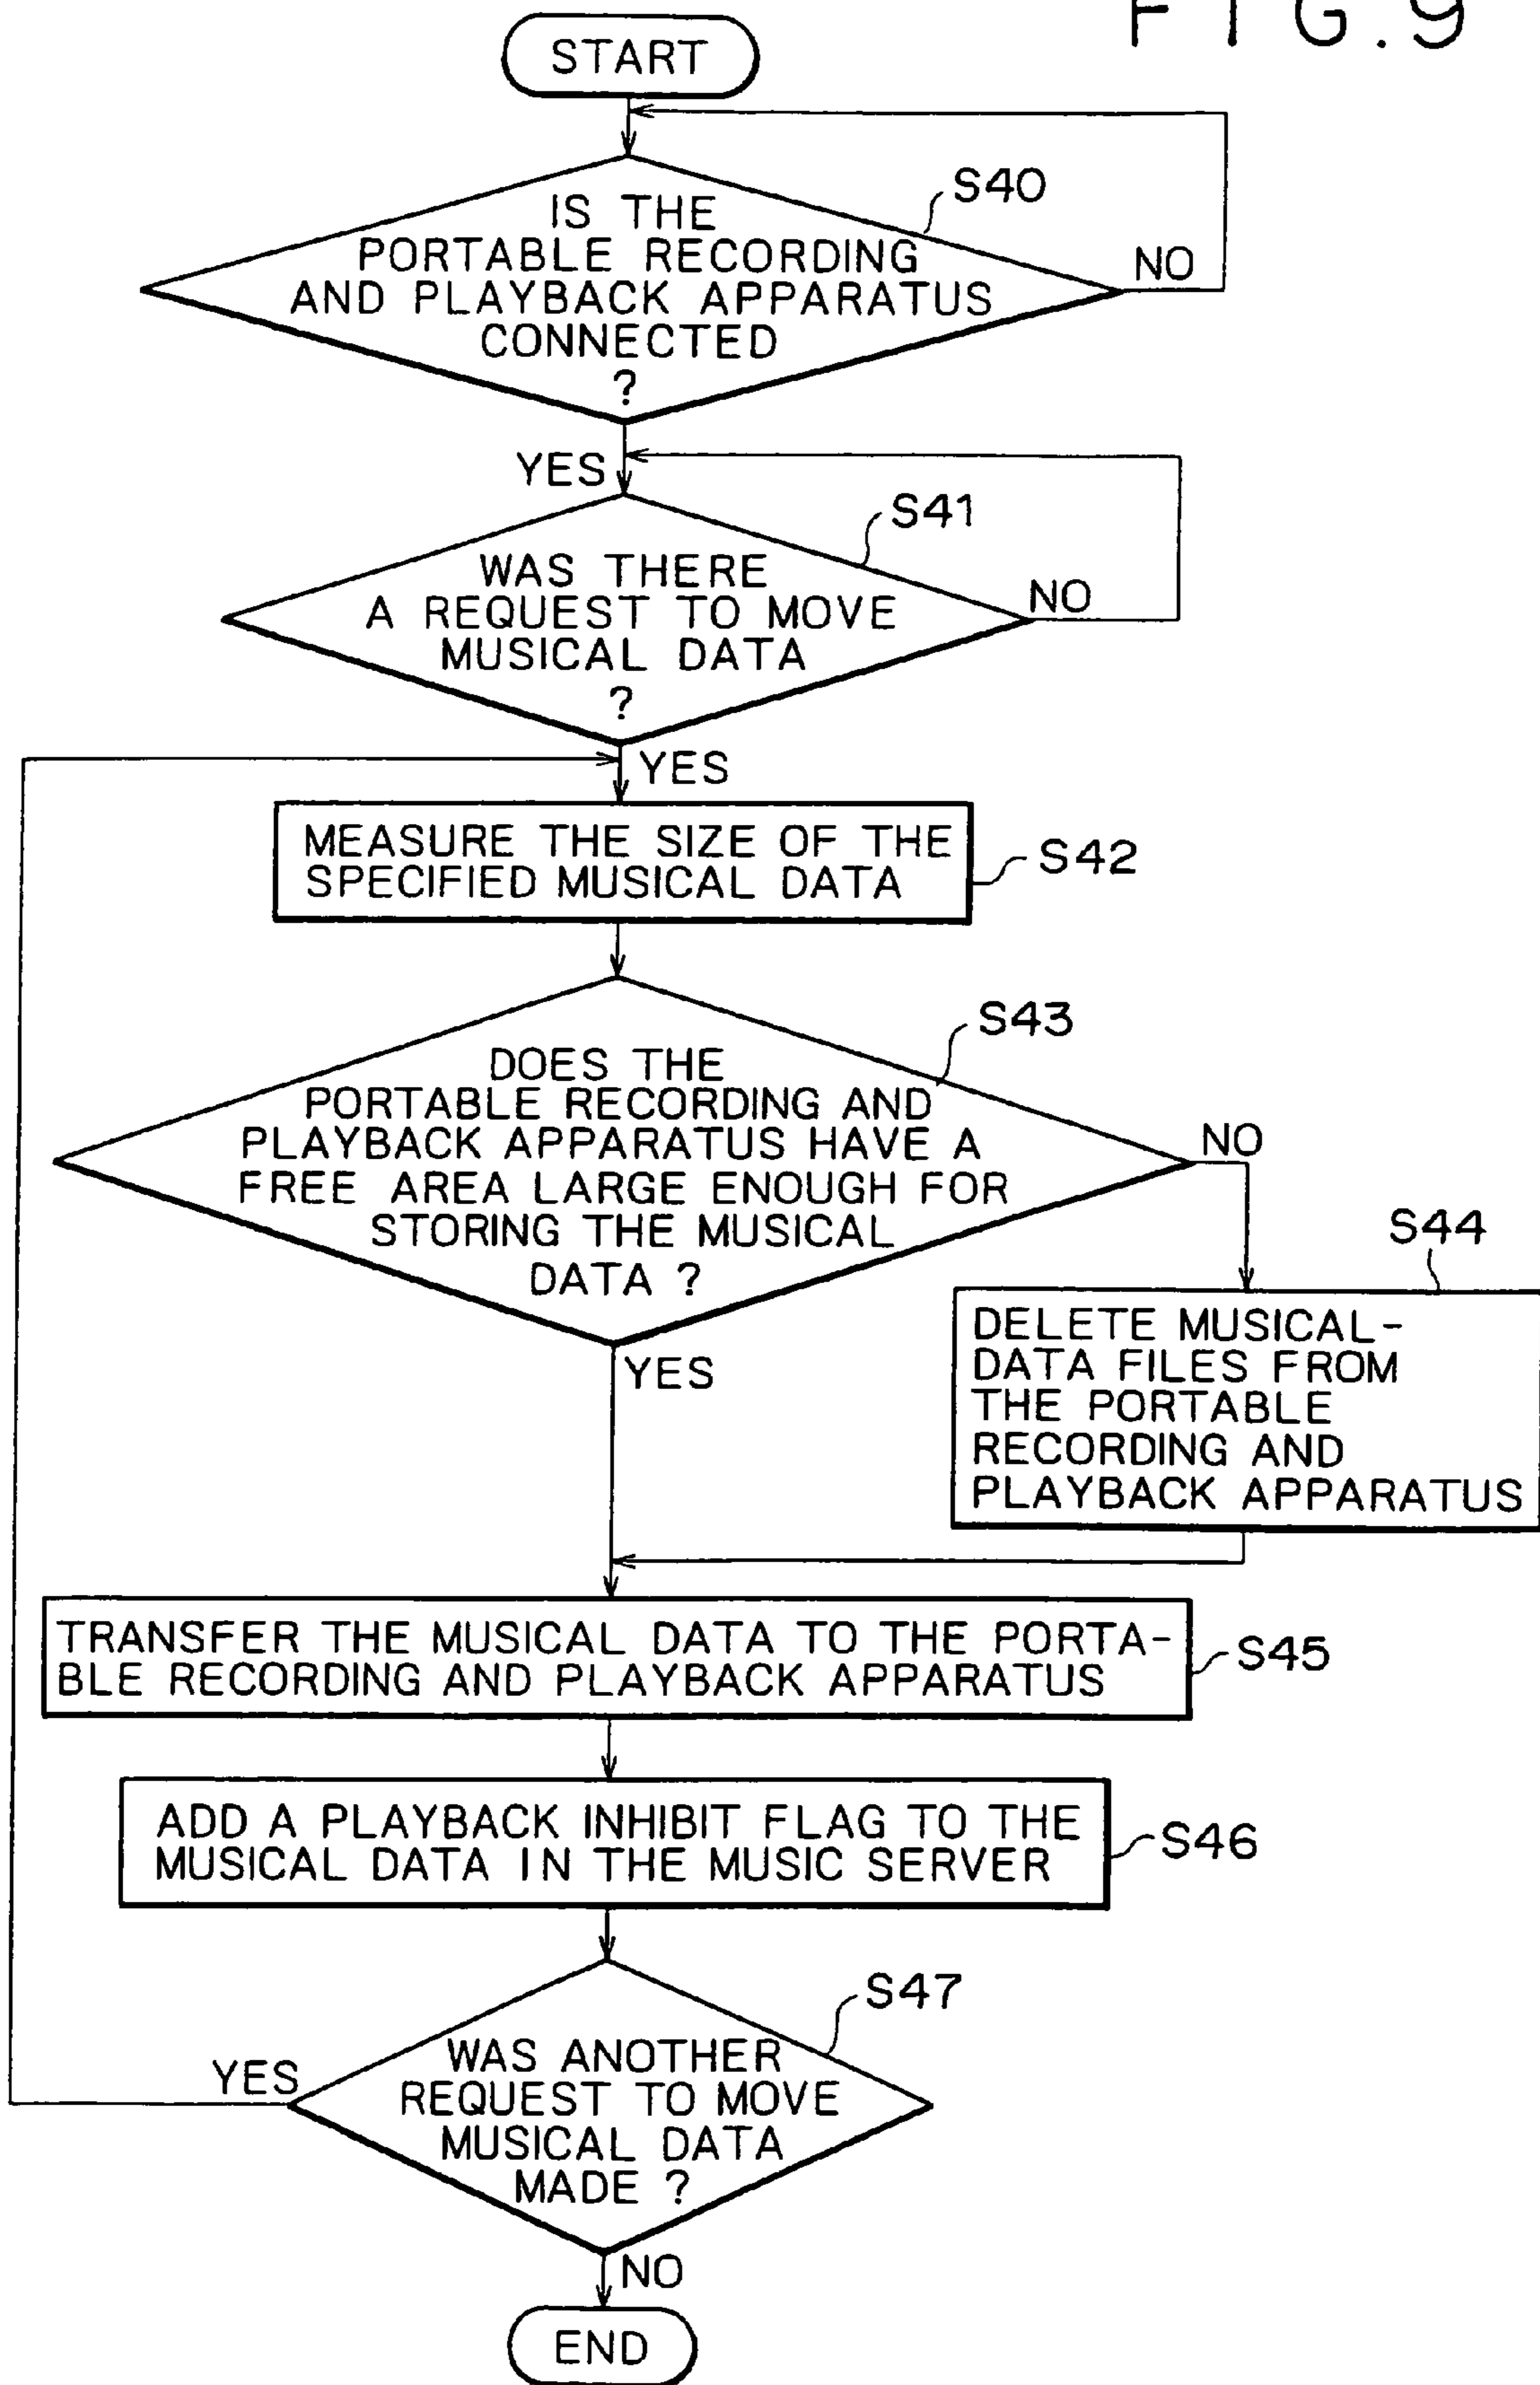 FIG.9
START
S40
IS THE
PORTABLE RECORDING
AND PLAYBACK APPARATUS
CONNECTED
?
NO
YES
S41
WAS THERE
A REQUEST TO MOVE
MUSICAL DATA
?
NO
YES
MEASURE THE SIZE OF THE
SPECIFIED MUSICAL DATA
S42
S43
DOES THE
PORTABLE RECORDING AND
PLAYBACK APPARATUS HAVE A
FREE AREA LARGE ENOUGH FOR
STORING THE MUSICAL
DATA ?
NO
YES
S44
DELETE MUSICAL-
DATA FILES FROM
THE PORTABLE
RECORDING AND
PLAYBACK APPARATUS
TRANSFER THE MUSICAL DATA TO THE PORTA-
BLE RECORDING AND PLAYBACK APPARATUS
S45
ADD A PLAYBACK INHIBIT FLAG TO THE
MUSICAL DATA IN THE MUSIC SERVER
S46
S47
WAS ANOTHER
REQUEST TO MOVE
MUSICAL DATA
MADE ?
YES
NO
END